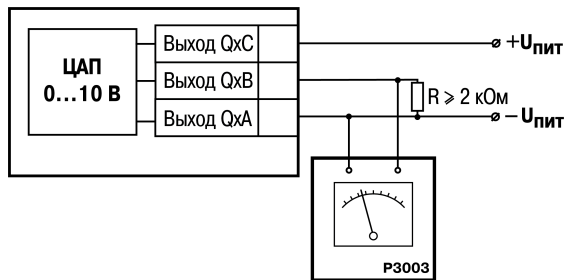 ЦАП
0...10 В
Выход QxC
Выход QxB
Выход QxA
+Uпит
R ⩾ 2 кОм
– Uпит
Р3003